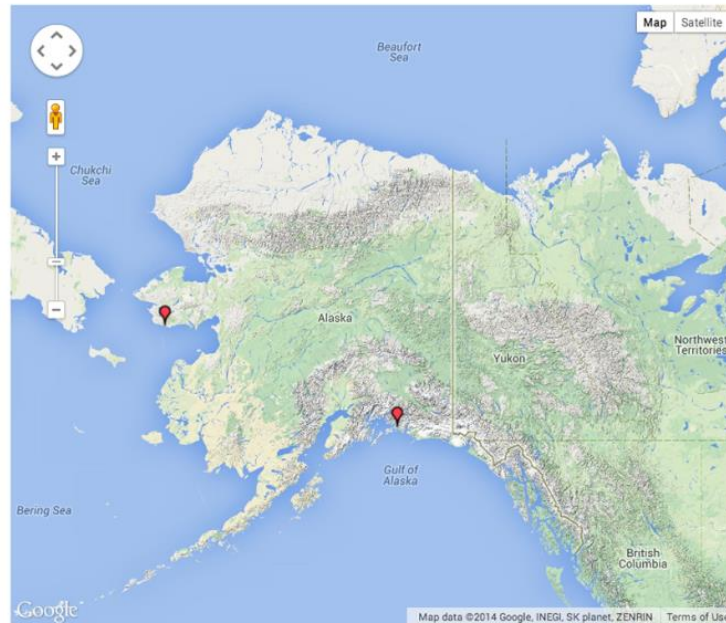 Map Satellite
Beaufort
Sea
Chukchi
Sea
Alaska
Yukon
Northwest
Territories
Gulf of
Alaska
Bering Sea
British
Columbia
Google
Map data ©2014 Google, INEGI, SK planet, ZENRIN Terms of Use